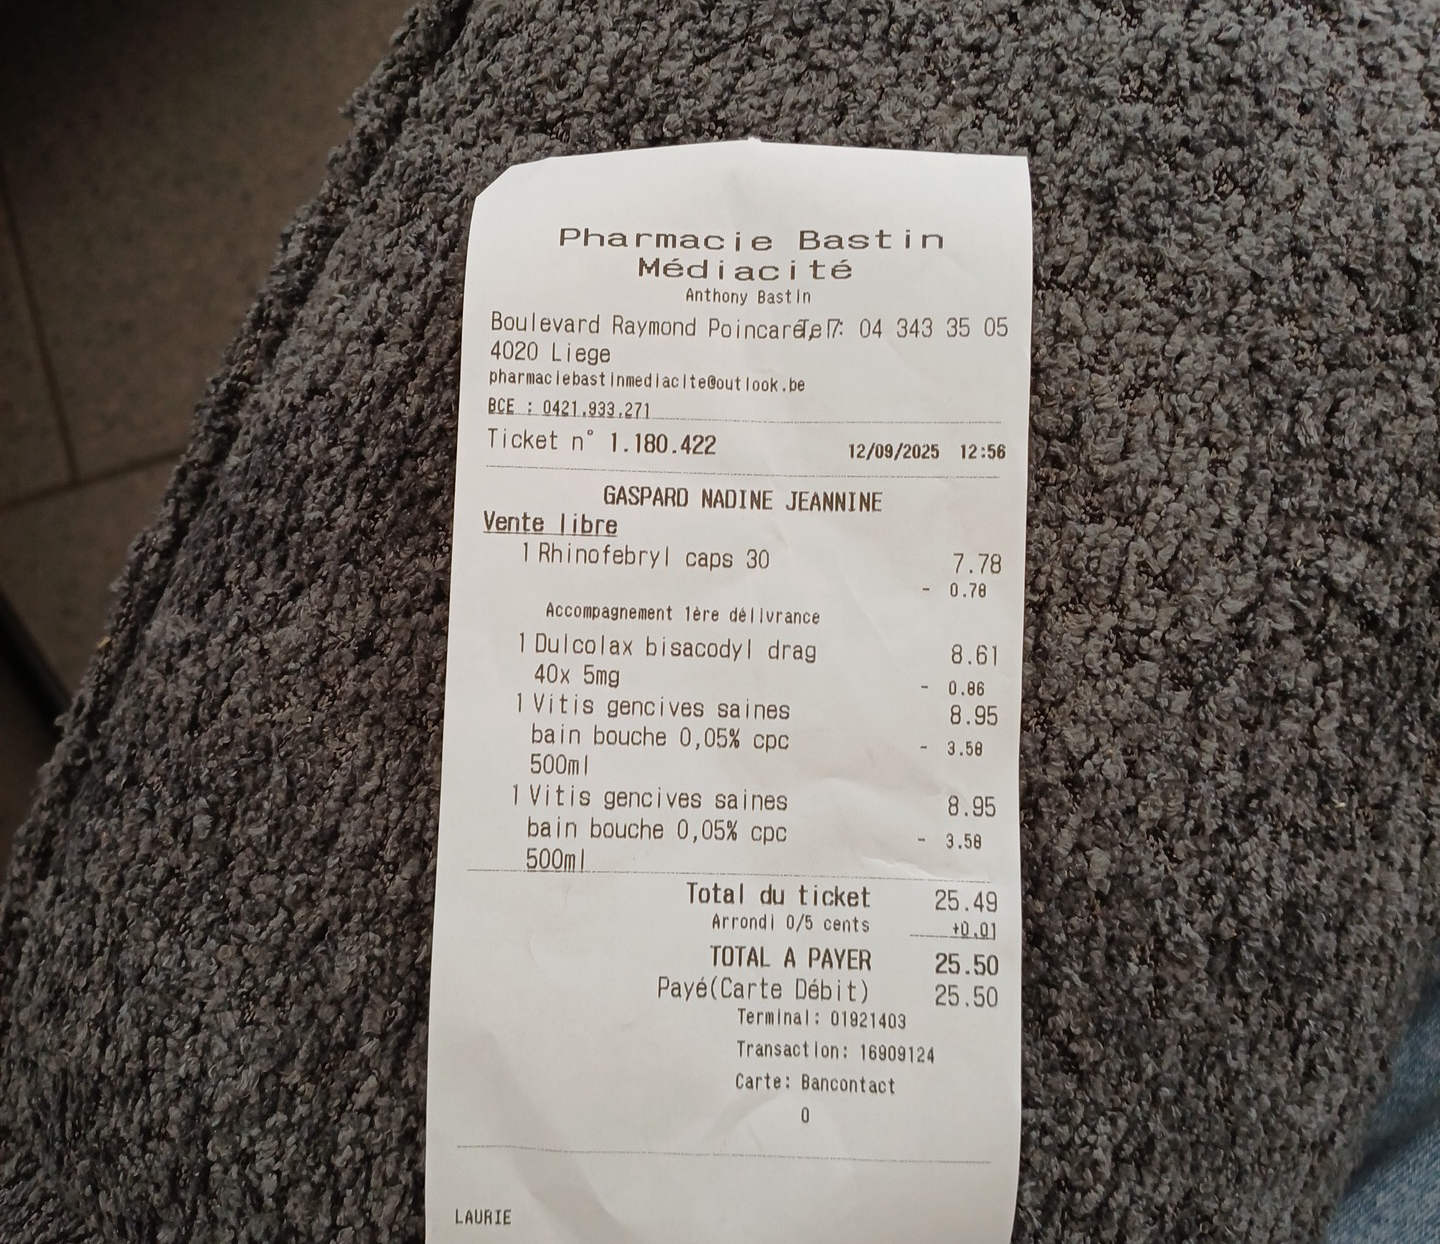 Pharmacie Bastin
Médiacité
Anthony Bastin
Boulevard Raymond Poincaré 7: 04 343 35 05
4020 Liege
pharmaciebastinmediacite@outlook.be
BCE : 0421.933.271
Ticket n° 1.180.422 12/09/2025 12:56
GASPARD NADINE JEANNINE
Vente libre
1 Rhinofebryl caps 30 7.78
- 0.78
Accompagnement 1ère délivrance
1 Dulcolax bisacodyl drag 8.61
40x 5mg - 0.86
1 Vitis gencives saines 8.95
bain bouche 0,05% cpc - 3.58
500ml
1 Vitis gencives saines 8.95
bain bouche 0,05% cpc - 3.58
500ml
Total du ticket 25.49
Arrondi 0/5 cents +0.01
TOTAL A PAYER 25.50
Payé(Carte Débit) 25.50
Terminal: 01921403
Transaction: 16909124
Carte: Bancontact
0
LAURIE